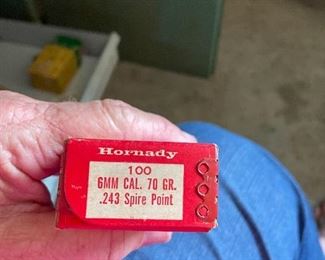 Hornady
100
6MM CAL. 70 GR.
.243 Spire Point